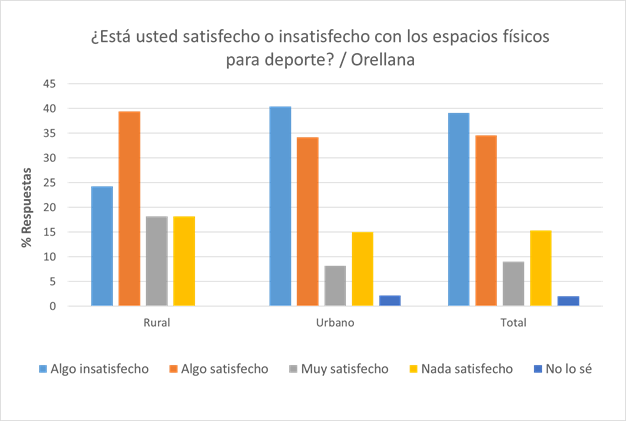 ¿Está usted satisfecho o insatisfecho con los espacios físicos
para deporte? / Orellana
% Respuestas
45
40
35
30
25
20
15
10
5
0
Rural Urbano Total
Algo insatisfecho Algo satisfecho Muy satisfecho Nada satisfecho No lo sé